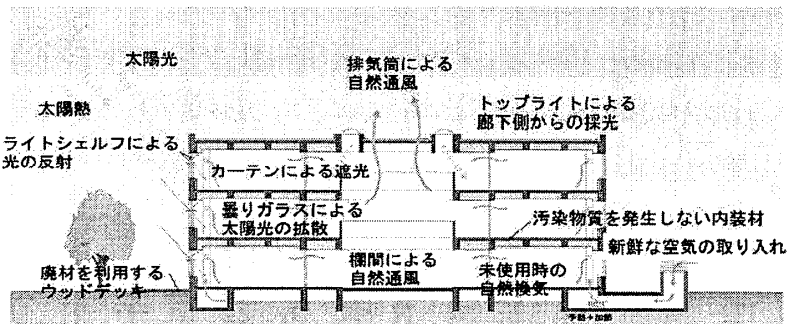 太陽光
排気筒による
自然通風
太陽熱
トップライトによる
廊下側からの採光
ライトシェルフによる
光の反射
カーテンによる遮光
曇りガラスによる
太陽光の拡散
汚染物質を発生しない内装材
新鮮な空気の取り入れ
廃材を利用する
ウッドデッキ
欄間による
自然通風
未使用時の
自然換気